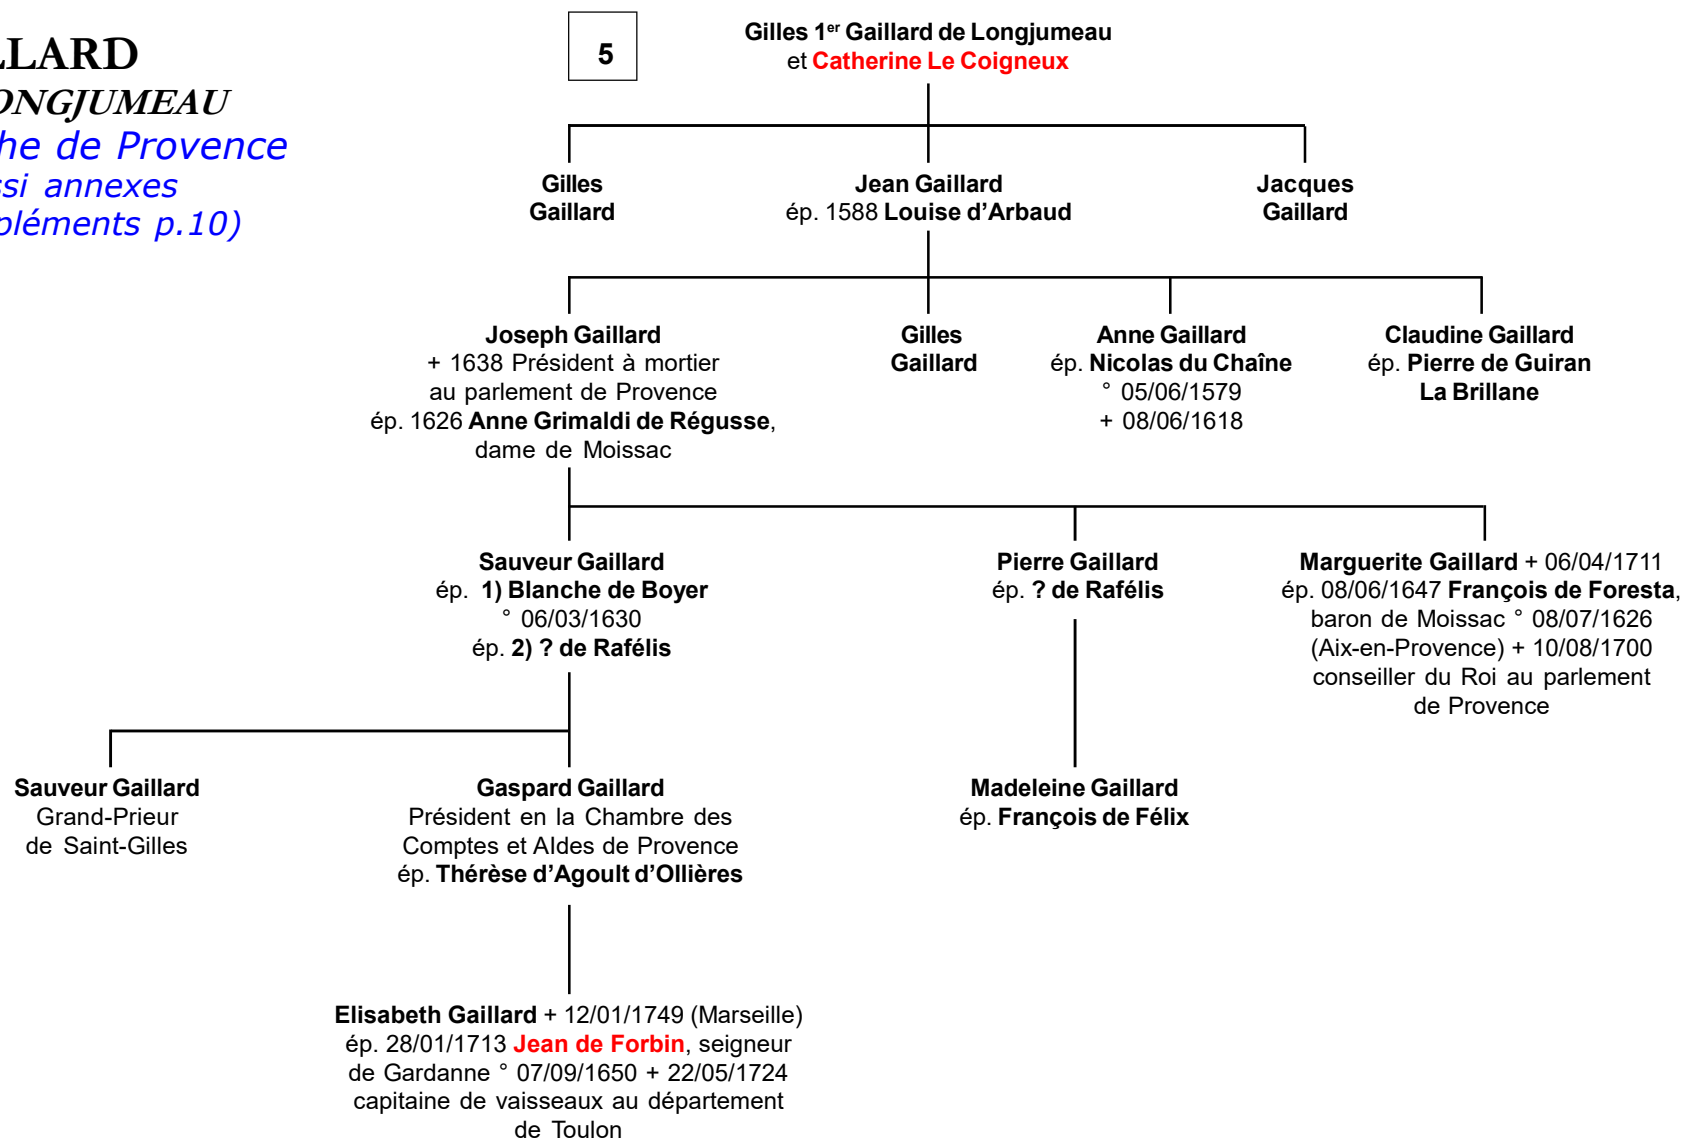 LLARD
ONGJUMEAU
he de Provence
ssi annexes
pléments p.10)
5
Gilles 1er Gaillard de Longjumeau
et Catherine Le Coigneux
Gilles
Gaillard
Jean Gaillard
ép. 1588 Louise d’Arbaud
Jacques
Gaillard
Joseph Gaillard
+ 1638 Président à mortier
au parlement de Provence
ép. 1626 Anne Grimaldi de Régusse,
dame de Moissac
Gilles
Gaillard
Anne Gaillard
ép. Nicolas du Chaîne
° 05/06/1579
+ 08/06/1618
Claudine Gaillard
ép. Pierre de Guiran
La Brillane
Sauveur Gaillard
ép. 1) Blanche de Boyer
° 06/03/1630
ép. 2) ? de Rafélis
Pierre Gaillard
ép. ? de Rafélis
Marguerite Gaillard + 06/04/1711
ép. 08/06/1647 François de Foresta,
baron de Moissac ° 08/07/1626
(Aix-en-Provence) + 10/08/1700
conseiller du Roi au parlement
de Provence
Sauveur Gaillard
Grand-Prieur
de Saint-Gilles
Gaspard Gaillard
Président en la Chambre des
Comptes et AIdes de Provence
ép. Thérèse d’Agoult d’Ollières
Madeleine Gaillard
ép. François de Félix
Elisabeth Gaillard + 12/01/1749 (Marseille)
ép. 28/01/1713 Jean de Forbin, seigneur
de Gardanne ° 07/09/1650 + 22/05/1724
capitaine de vaisseaux au département
de Toulon